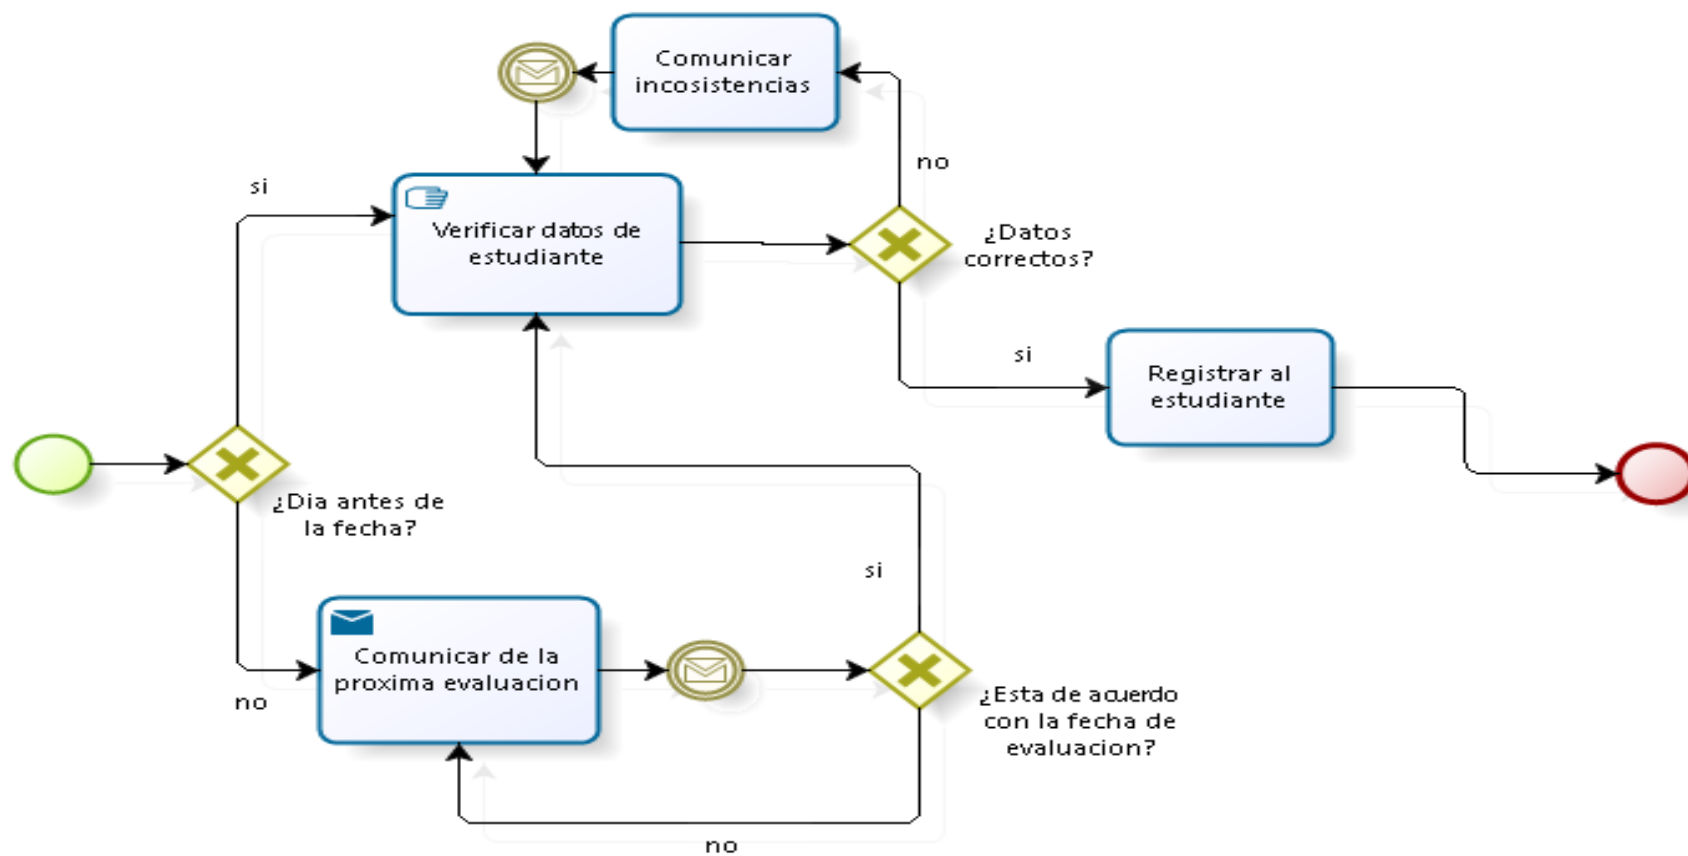 Comunicar
incosistencias
no
si
Verificar datos de
estudiante
¿Datos
correctos?
si
Registrar al
estudiante
¿Dia antes de
la fecha?
si
Comunicar de la
proxima evaluacion
no
¿Esta de acuerdo
con la fecha de
evaluacion?
no